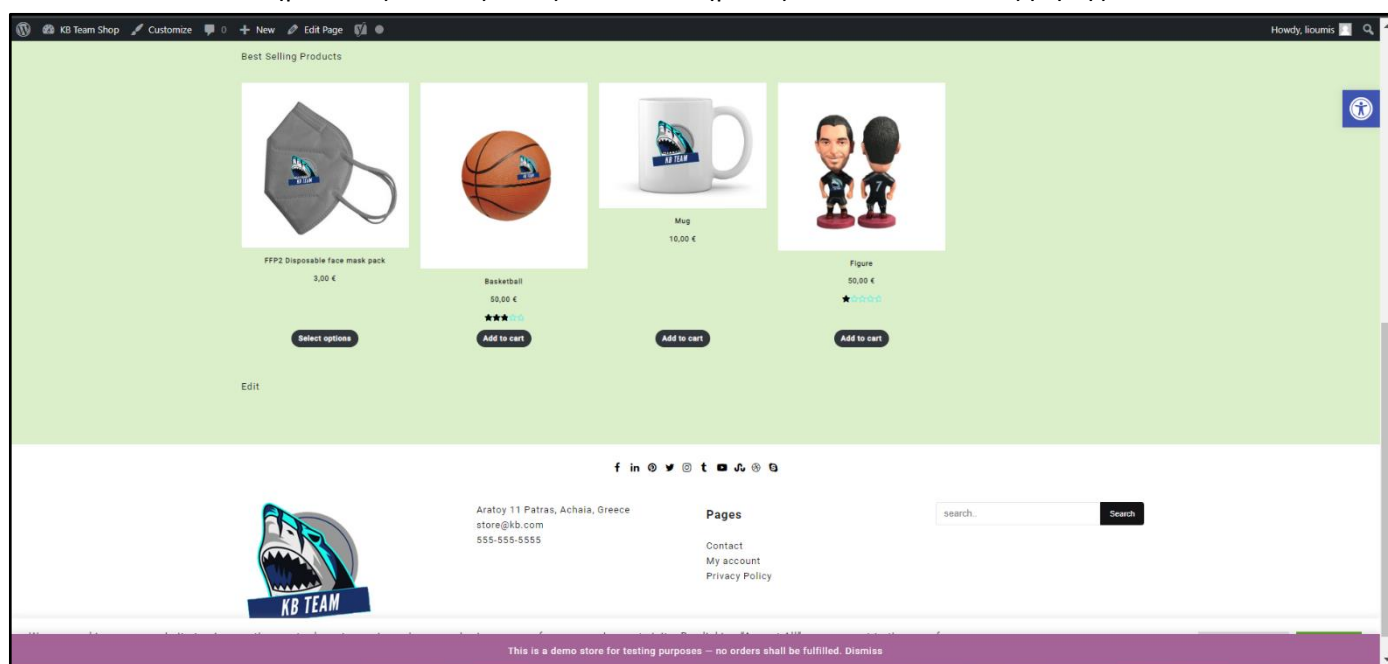 KB Team Shop Customize 0 New Edit Page Howdy, lioumis
Best Selling Products
KB TEAM
KB TEAM
FFP2 Disposable face mask pack
3,00 €
Select options
Basketball
50,00 €
Add to cart
Mug
10,00 €
Add to cart
7
Figure
50,00 €
Add to cart
Edit
KB TEAM
Aratoy 11 Patras, Achaia, Greece
store@kb.com
555-555-5555
Pages
Contact
My account
Privacy Policy
search..
Search
This is a demo store for testing purposes — no orders shall be fulfilled. Dismiss